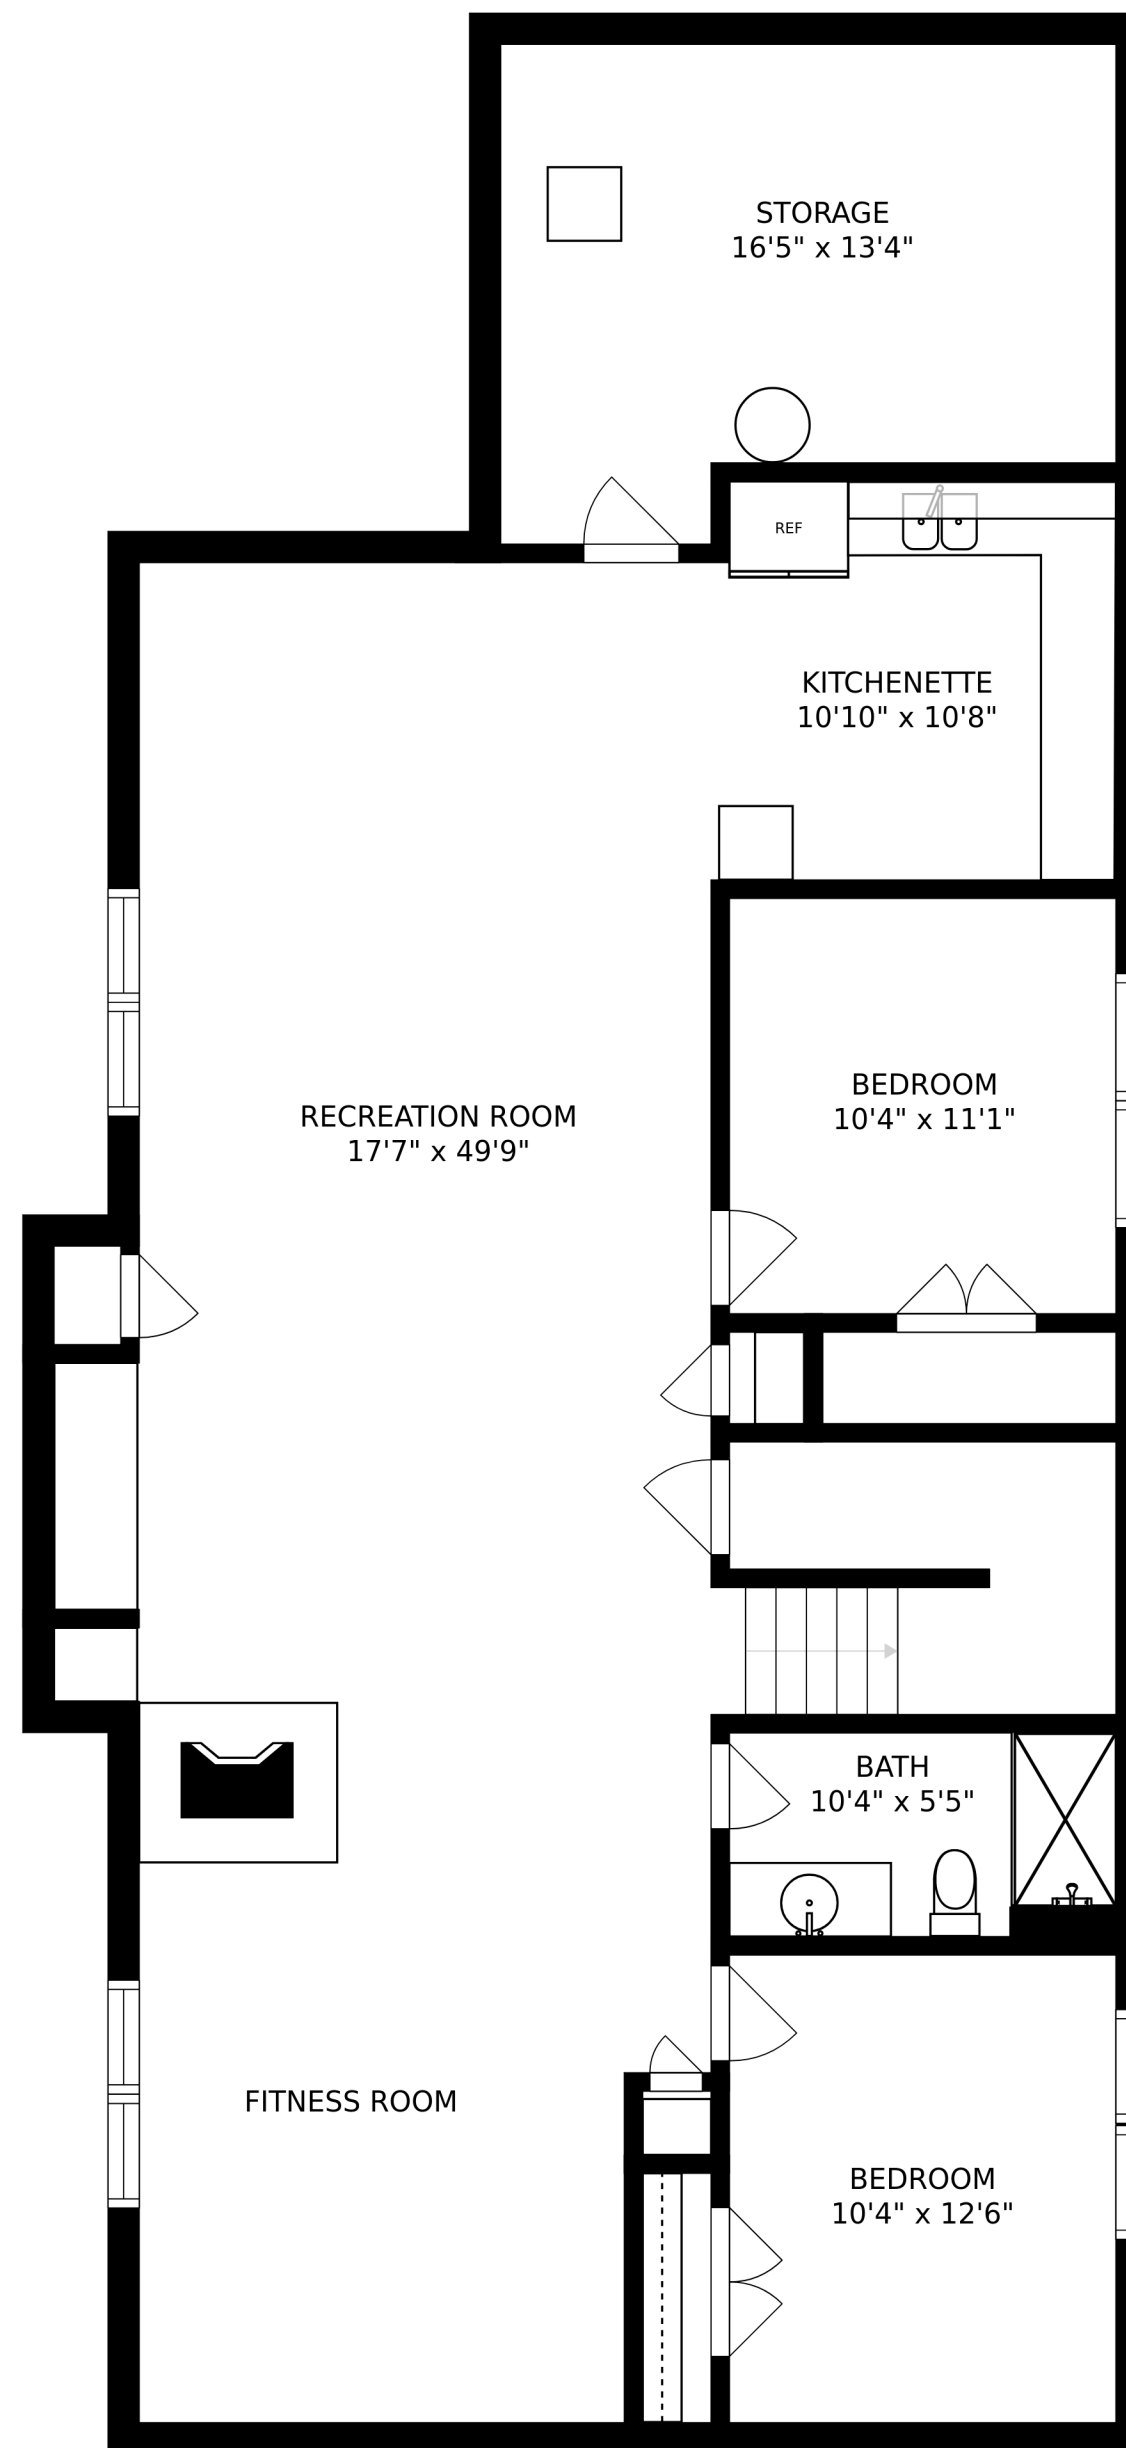 STORAGE
16'5" x 13'4"
REF
KITCHENETTE
10'10" x 10'8"
BEDROOM
10'4" x 11'1"
RECREATION ROOM
17'7" x 49'9"
BATH
10'4" x 5'5"
FITNESS ROOM
BEDROOM
10'4" x 12'6"